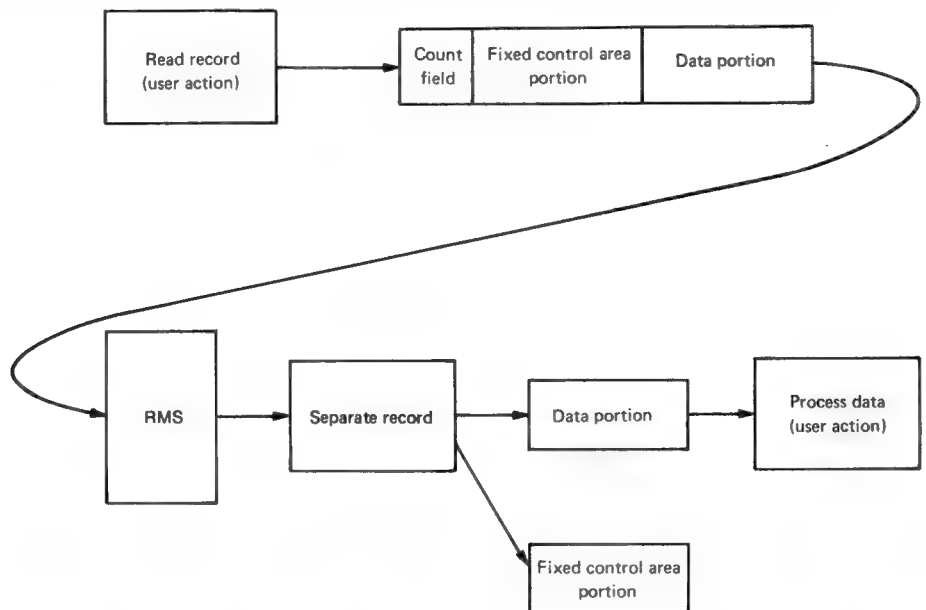 Read record
(user action)
Count
field
Fixed control area
portion
Data portion
RMS
Separate record
Data portion
Process data
(user action)
Fixed control area
portion